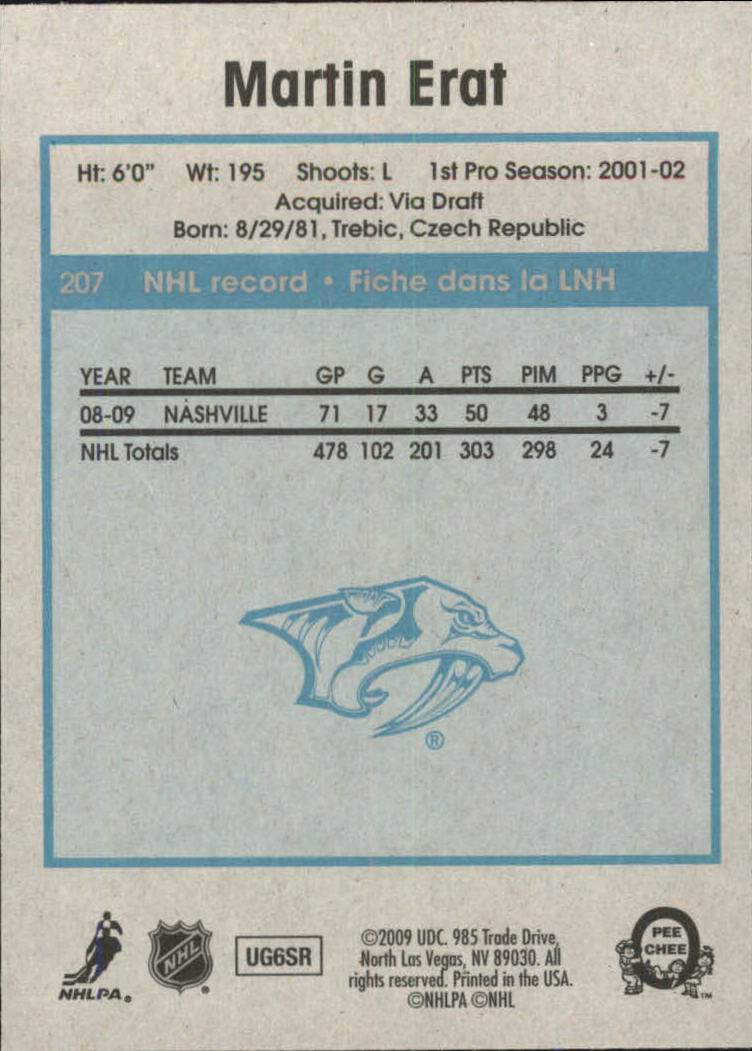 Martin Erat
Ht: 6'0" Wt: 195 Shoots: L 1st Pro Season: 2001-02
Acquired: Via Draft
Born: 8/29/81, Trebic, Czech Republic
207 NHL record • Fiche dans la LNH
YEAR TEAM GP G A PTS PIM PPG +/-
08-09 NASHVILLE 71 17 33 50 48 3 -7
NHL Totals 478 102 201 303 298 24 -7
®
NHLPA®
NHL
UG6SR
©2009 UDC. 985 Trade Drive,
North Las Vegas, NV 89030. All
rights reserved. Printed in the USA.
©NHLPA ©NHL
O
PEE
CHEE
™